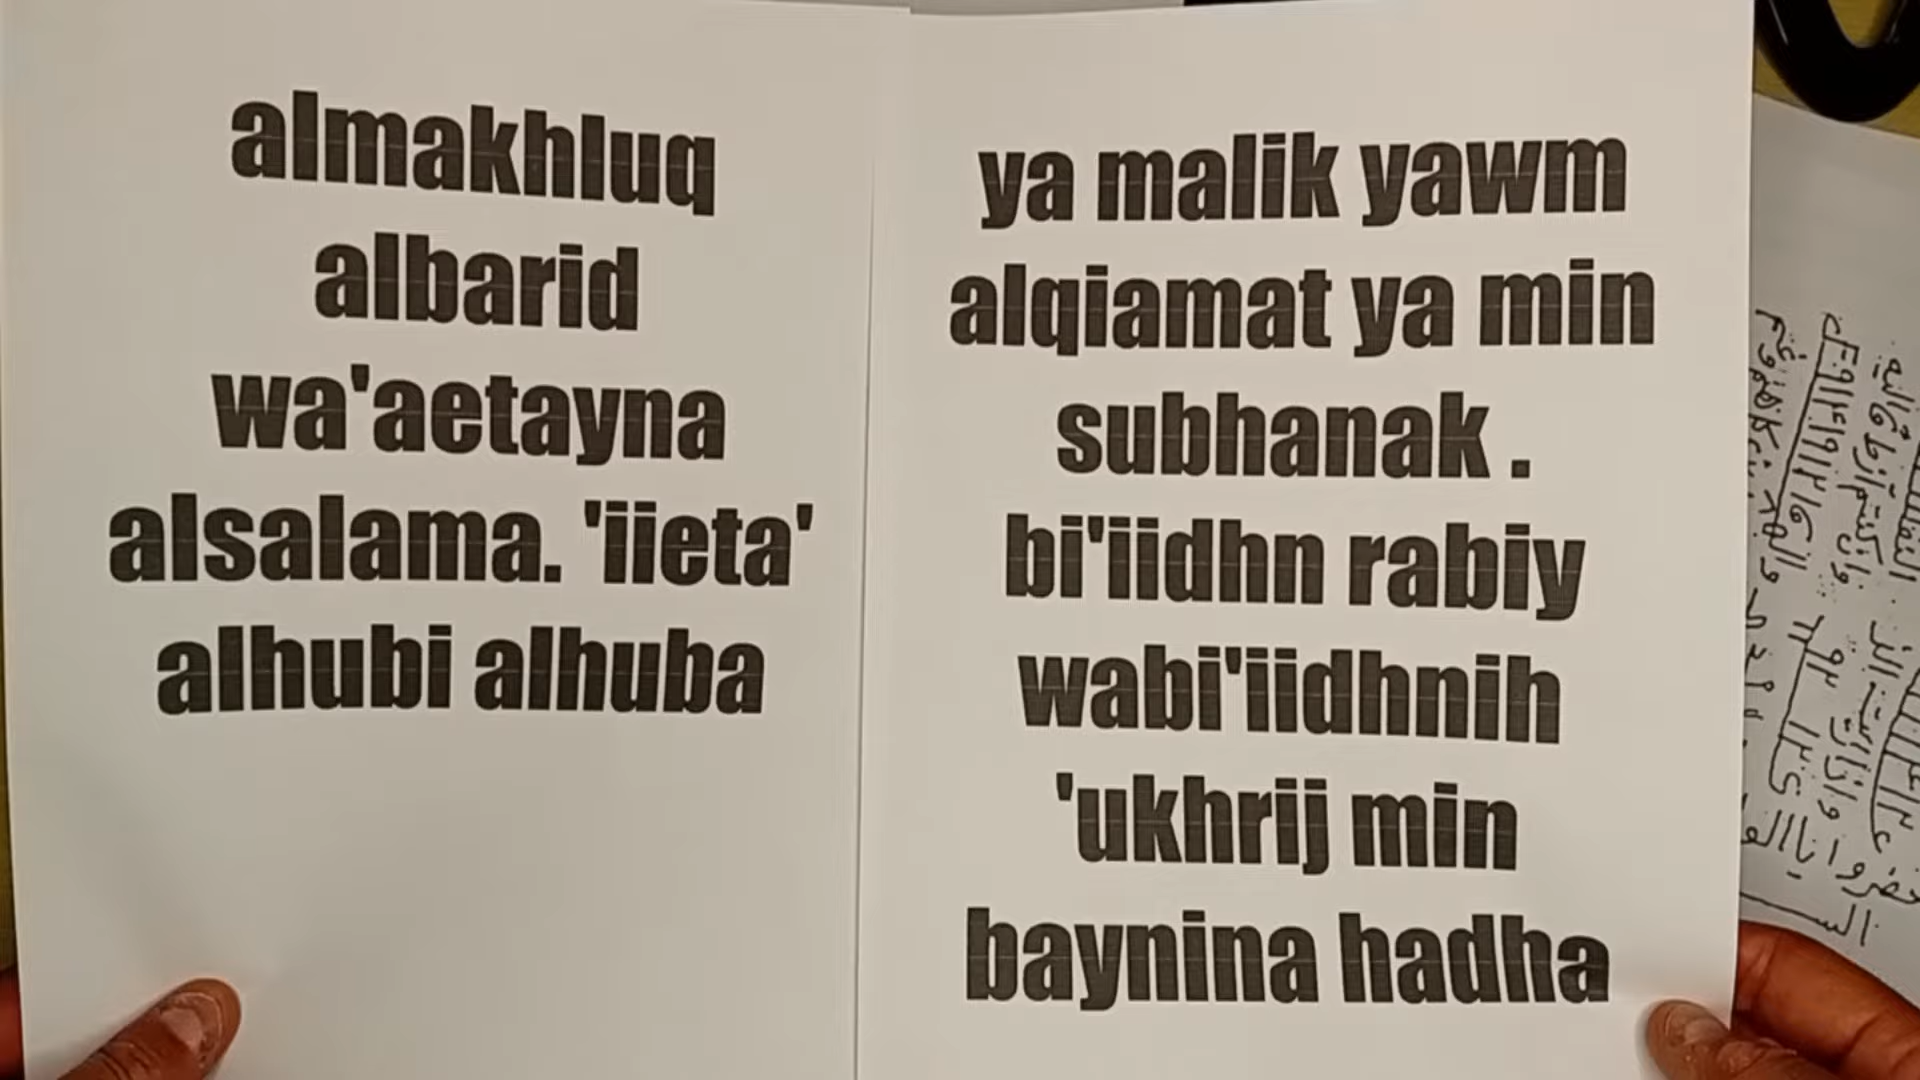 almakhluq
albarid
wa'aetayna
alsalama. 'iieta'
alhubi alhuba
ya malik yawm
alqiamat ya min
subhanak .
bi'iidhn rabiy
wabi'iidhnih
'ukhrij min
baynina hadha